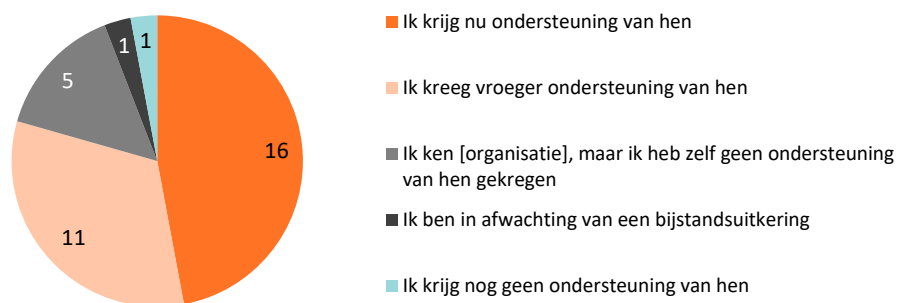 1
1
5
16
11
Ik krijg nu ondersteuning van hen
Ik kreeg vroeger ondersteuning van hen
Ik ken [organisatie], maar ik heb zelf geen ondersteuning
van hen gekregen
Ik ben in afwachting van een bijstandsuitkering
Ik krijg nog geen ondersteuning van hen